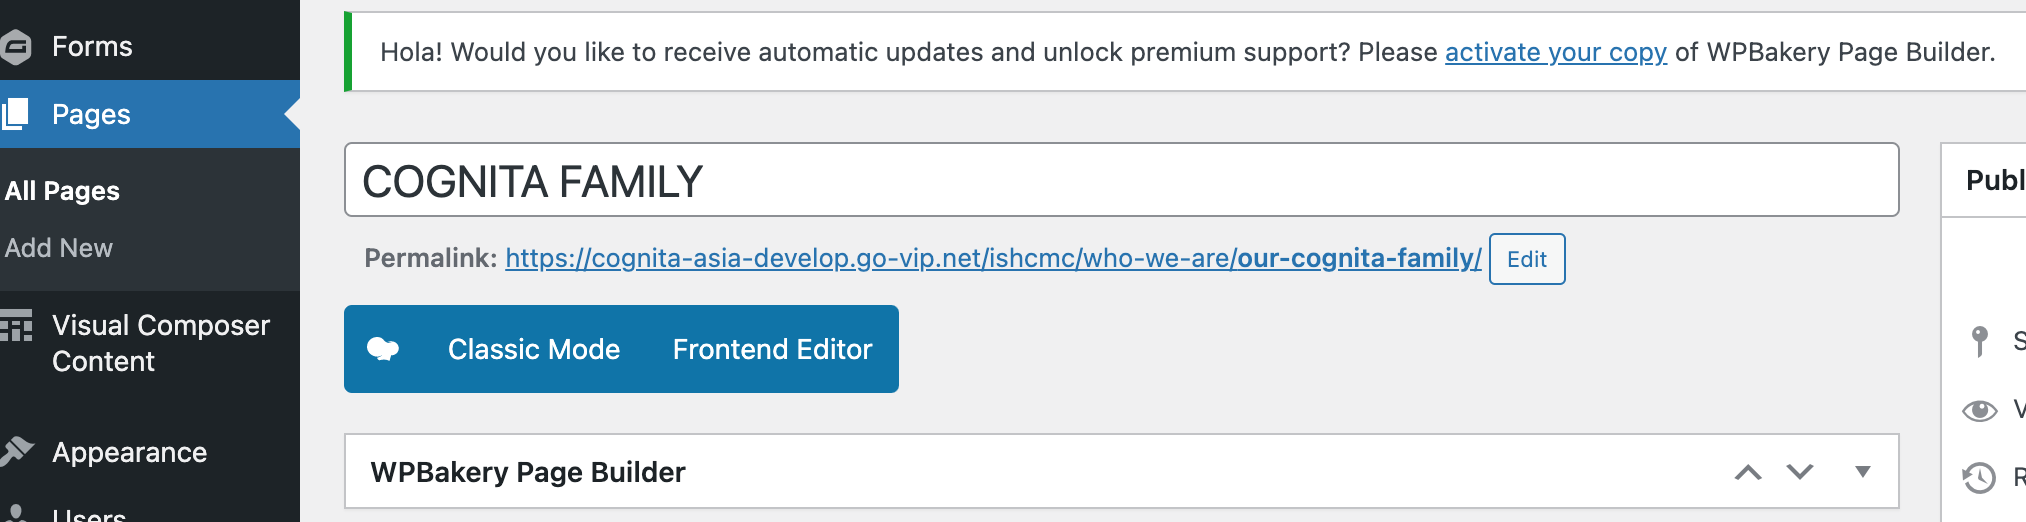 Forms
Pages
All Pages
Add New
Visual Composer
Content
Appearance
Users
Hola! Would you like to receive automatic updates and unlock premium support? Please activate your copy of WPBakery Page Builder.
COGNITA FAMILY
Permalink: https://cognita-asia-develop.go-vip.net/ishcmc/who-we-are/our-cognita-family/ Edit
Classic Mode Frontend Editor
WPBakery Page Builder
Publ
S
V
R